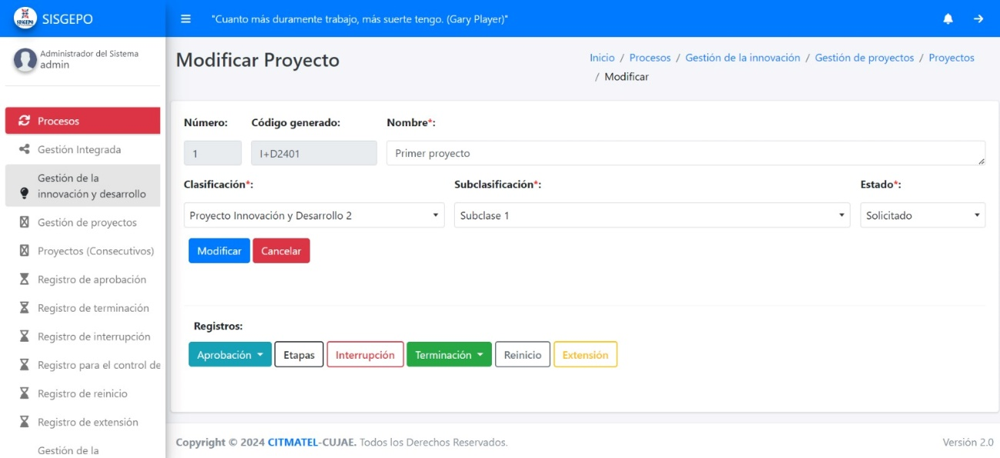 SISGEPO
SISGEPO
"Cuanto más duramente trabajo, más suerte tengo. (Gary Player)"
Administrador del Sistema
admin
Procesos
Gestión Integrada
Gestión de la
innovación y desarrollo
Gestión de proyectos
Proyectos (Consecutivos)
Registro de aprobación
Registro de terminación
Registro de interrupción
Registro para el control de
Registro de reinicio
Registro de extensión
Gestión de la
Modificar Proyecto
Inicio / Procesos / Gestión de la innovación / Gestión de proyectos / Proyectos
/ Modificar
Número: Código generado: Nombre*:
1 I+D2401 Primer proyecto
Clasificación*: Subclasificación*: Estado*:
Proyecto Innovación y Desarrollo 2 Subclase 1 Solicitado
Modificar Cancelar
Registros:
Aprobación Etapas Interrupción Terminación Reinicio Extensión
Copyright © 2024 CITMATEL-CUJAE. Todos los Derechos Reservados. Versión 2.0